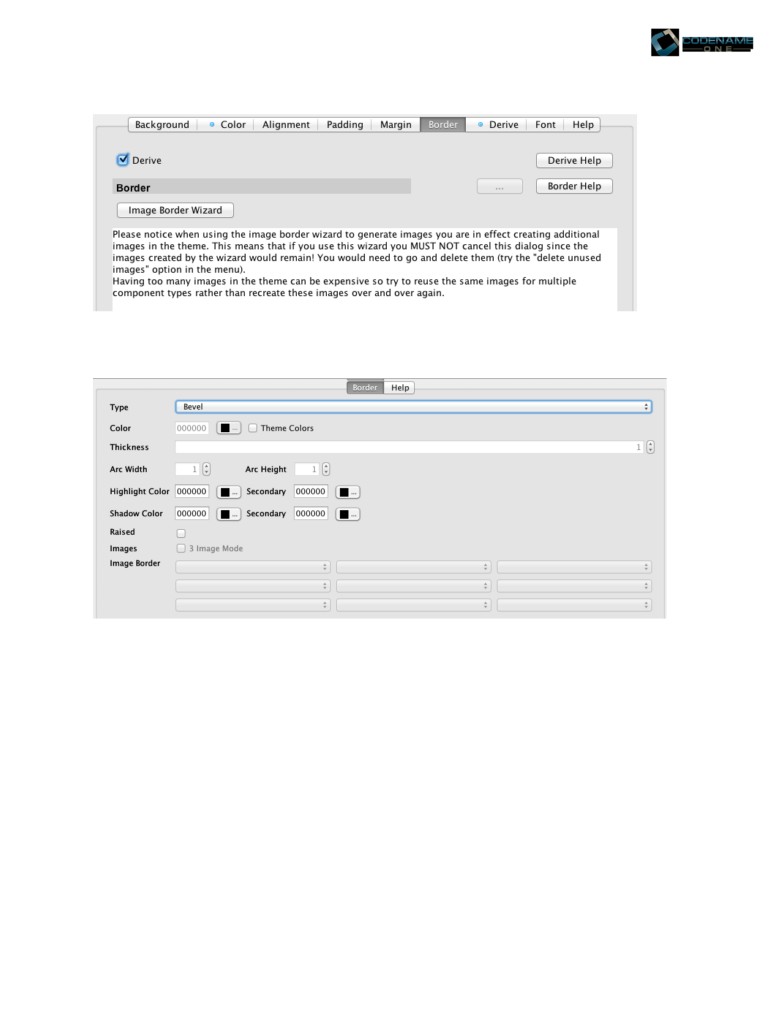 CODENAME
ONE
Background Color Alignment Padding Margin Border Derive Font Help
Derive Derive Help
Border ... Border Help
Image Border Wizard
Please notice when using the image border wizard to generate images you are in effect creating additional
images in the theme. This means that if you use this wizard you MUST NOT cancel this dialog since the
images created by the wizard would remain! You would need to go and delete them (try the "delete unused
images" option in the menu).
Having too many images in the theme can be expensive so try to reuse the same images for multiple
component types rather than recreate these images over and over again.
Border Help
Type Bevel
Color 000000 ... Theme Colors
Thickness 1
Arc Width 1 Arc Height 1
Highlight Color 000000 ... Secondary 000000 ...
Shadow Color 000000 ... Secondary 000000 ...
Raised
Images 3 Image Mode
Image Border